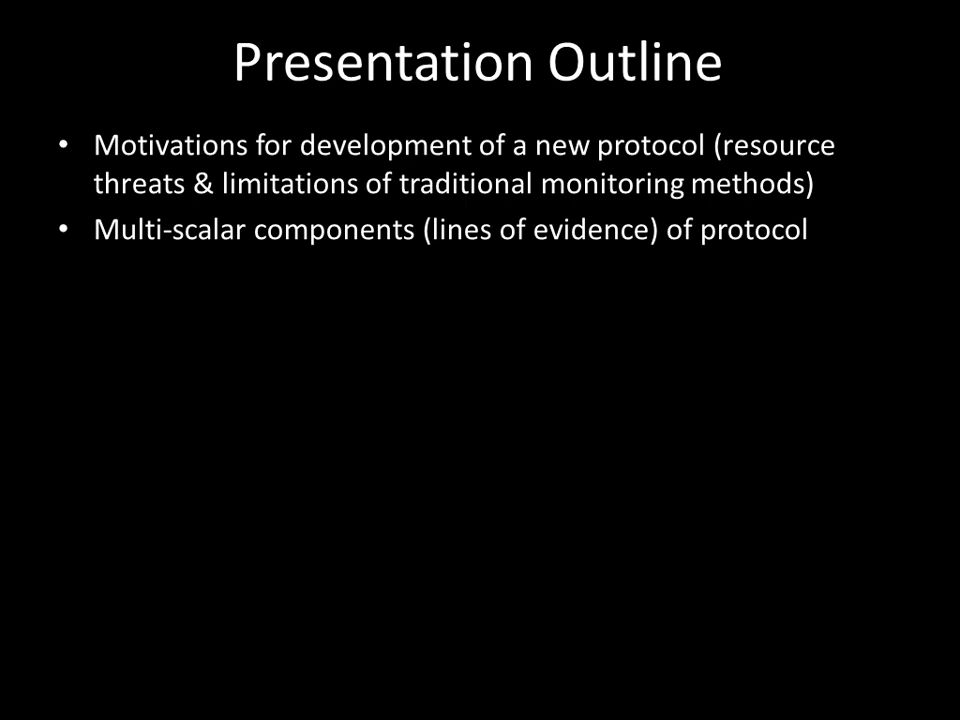 Presentation Outline
• Motivations for development of a new protocol (resource
threats & limitations of traditional monitoring methods)
• Multi-scalar components (lines of evidence) of protocol